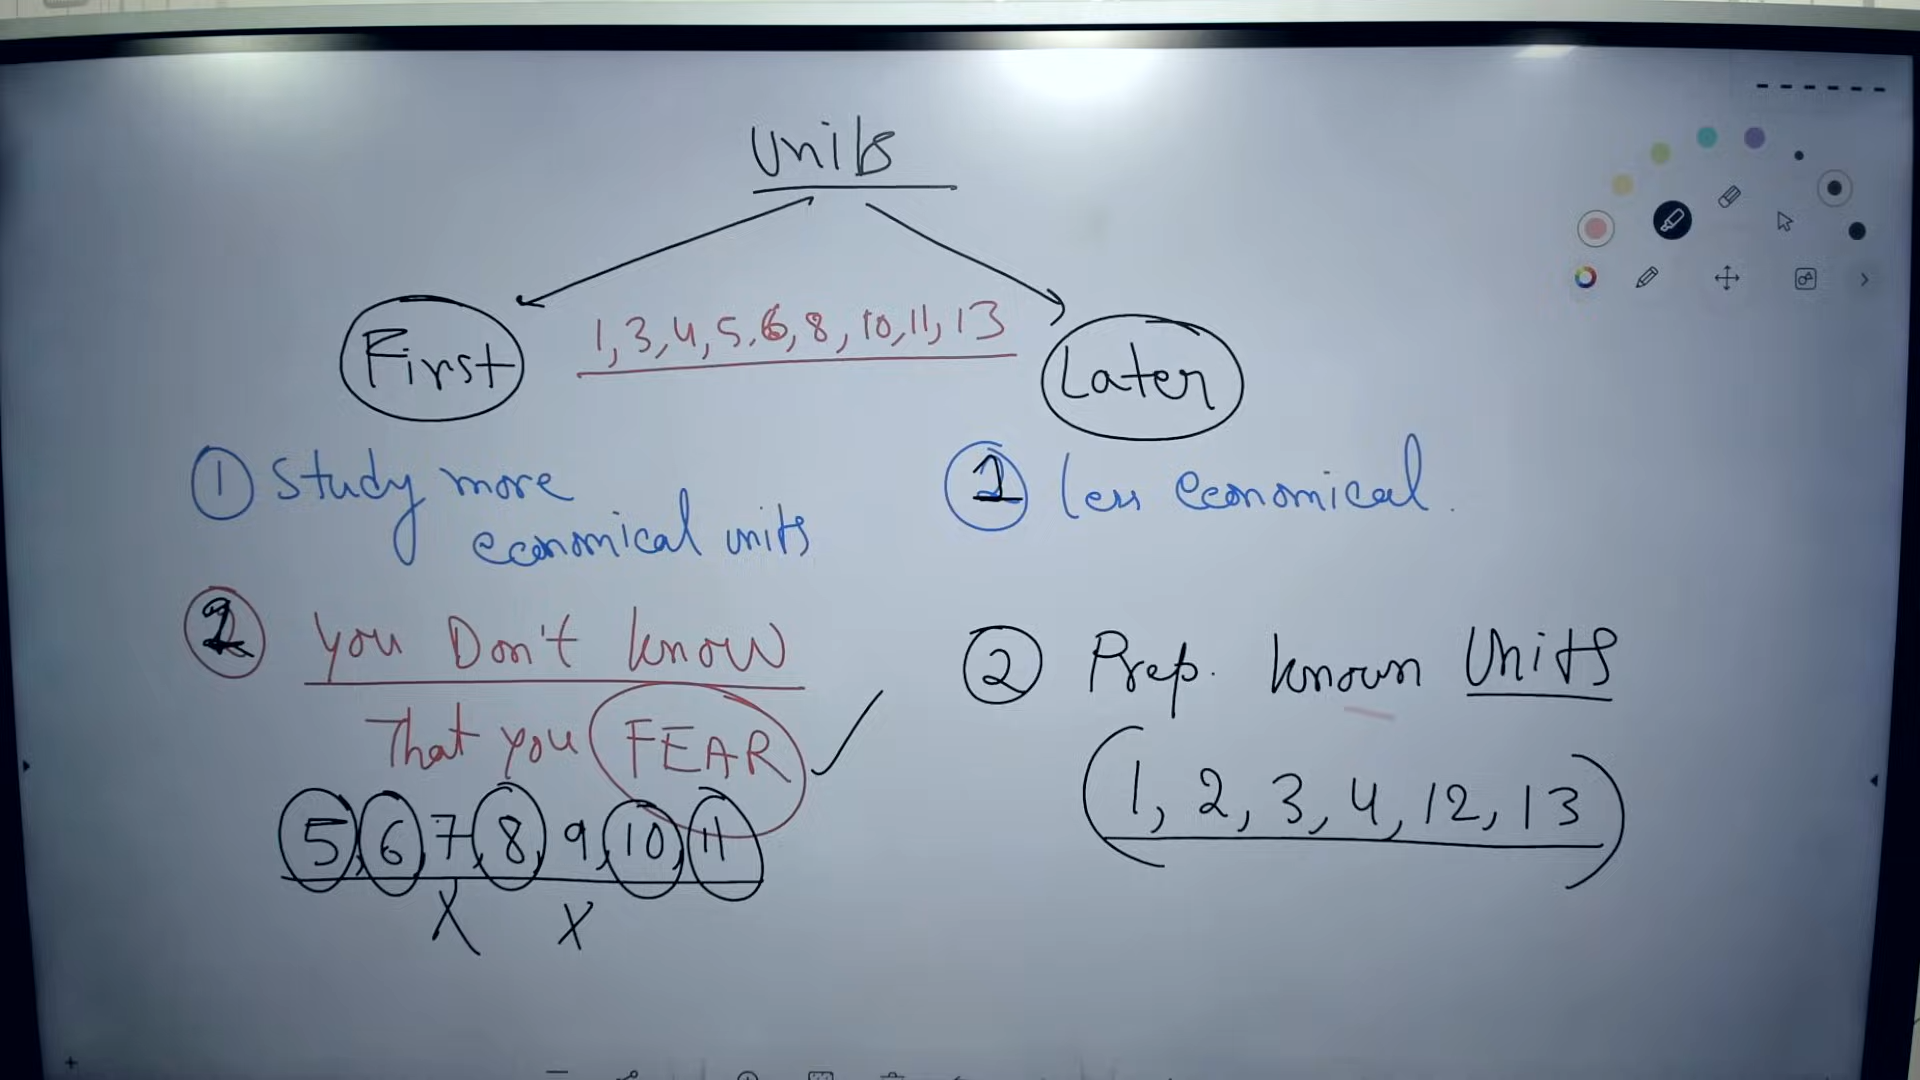 Units
1,3,4,5,6,8,10,11,13
First
Later
① Study more
economical units
1 Less economical.
2 You Don't know
That you FEAR
5, 6, 7, 8, 9, 10, 11
X X
② Prep. known Units
(1, 2, 3, 4, 12, 13)